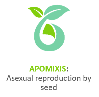 APOMIXIS:
Asexual reproduction by
seed